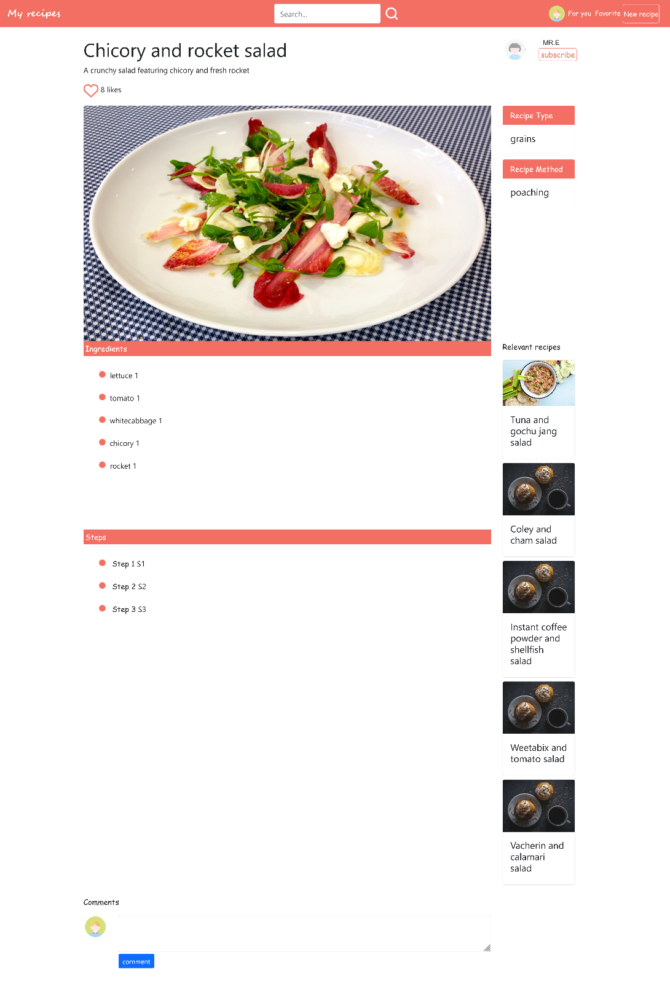 My recipes
Search...
For you Favorite New recipe
Chicory and rocket salad
MR.E
subscribe
A crunchy salad featuring chicory and fresh rocket
8 likes
Recipe Type
grains
Recipe Method
poaching
Ingredients
lettuce 1
tomato 1
whitecabbage 1
chicory 1
rocket 1
Steps
Step 1 S1
Step 2 S2
Step 3 S3
Relevant recipes
Tuna and
gochu jang
salad
Coley and
cham salad
Instant coffee
powder and
shellfish
salad
Weetabix and
tomato salad
Vacherin and
calamari
salad
Comments
comment